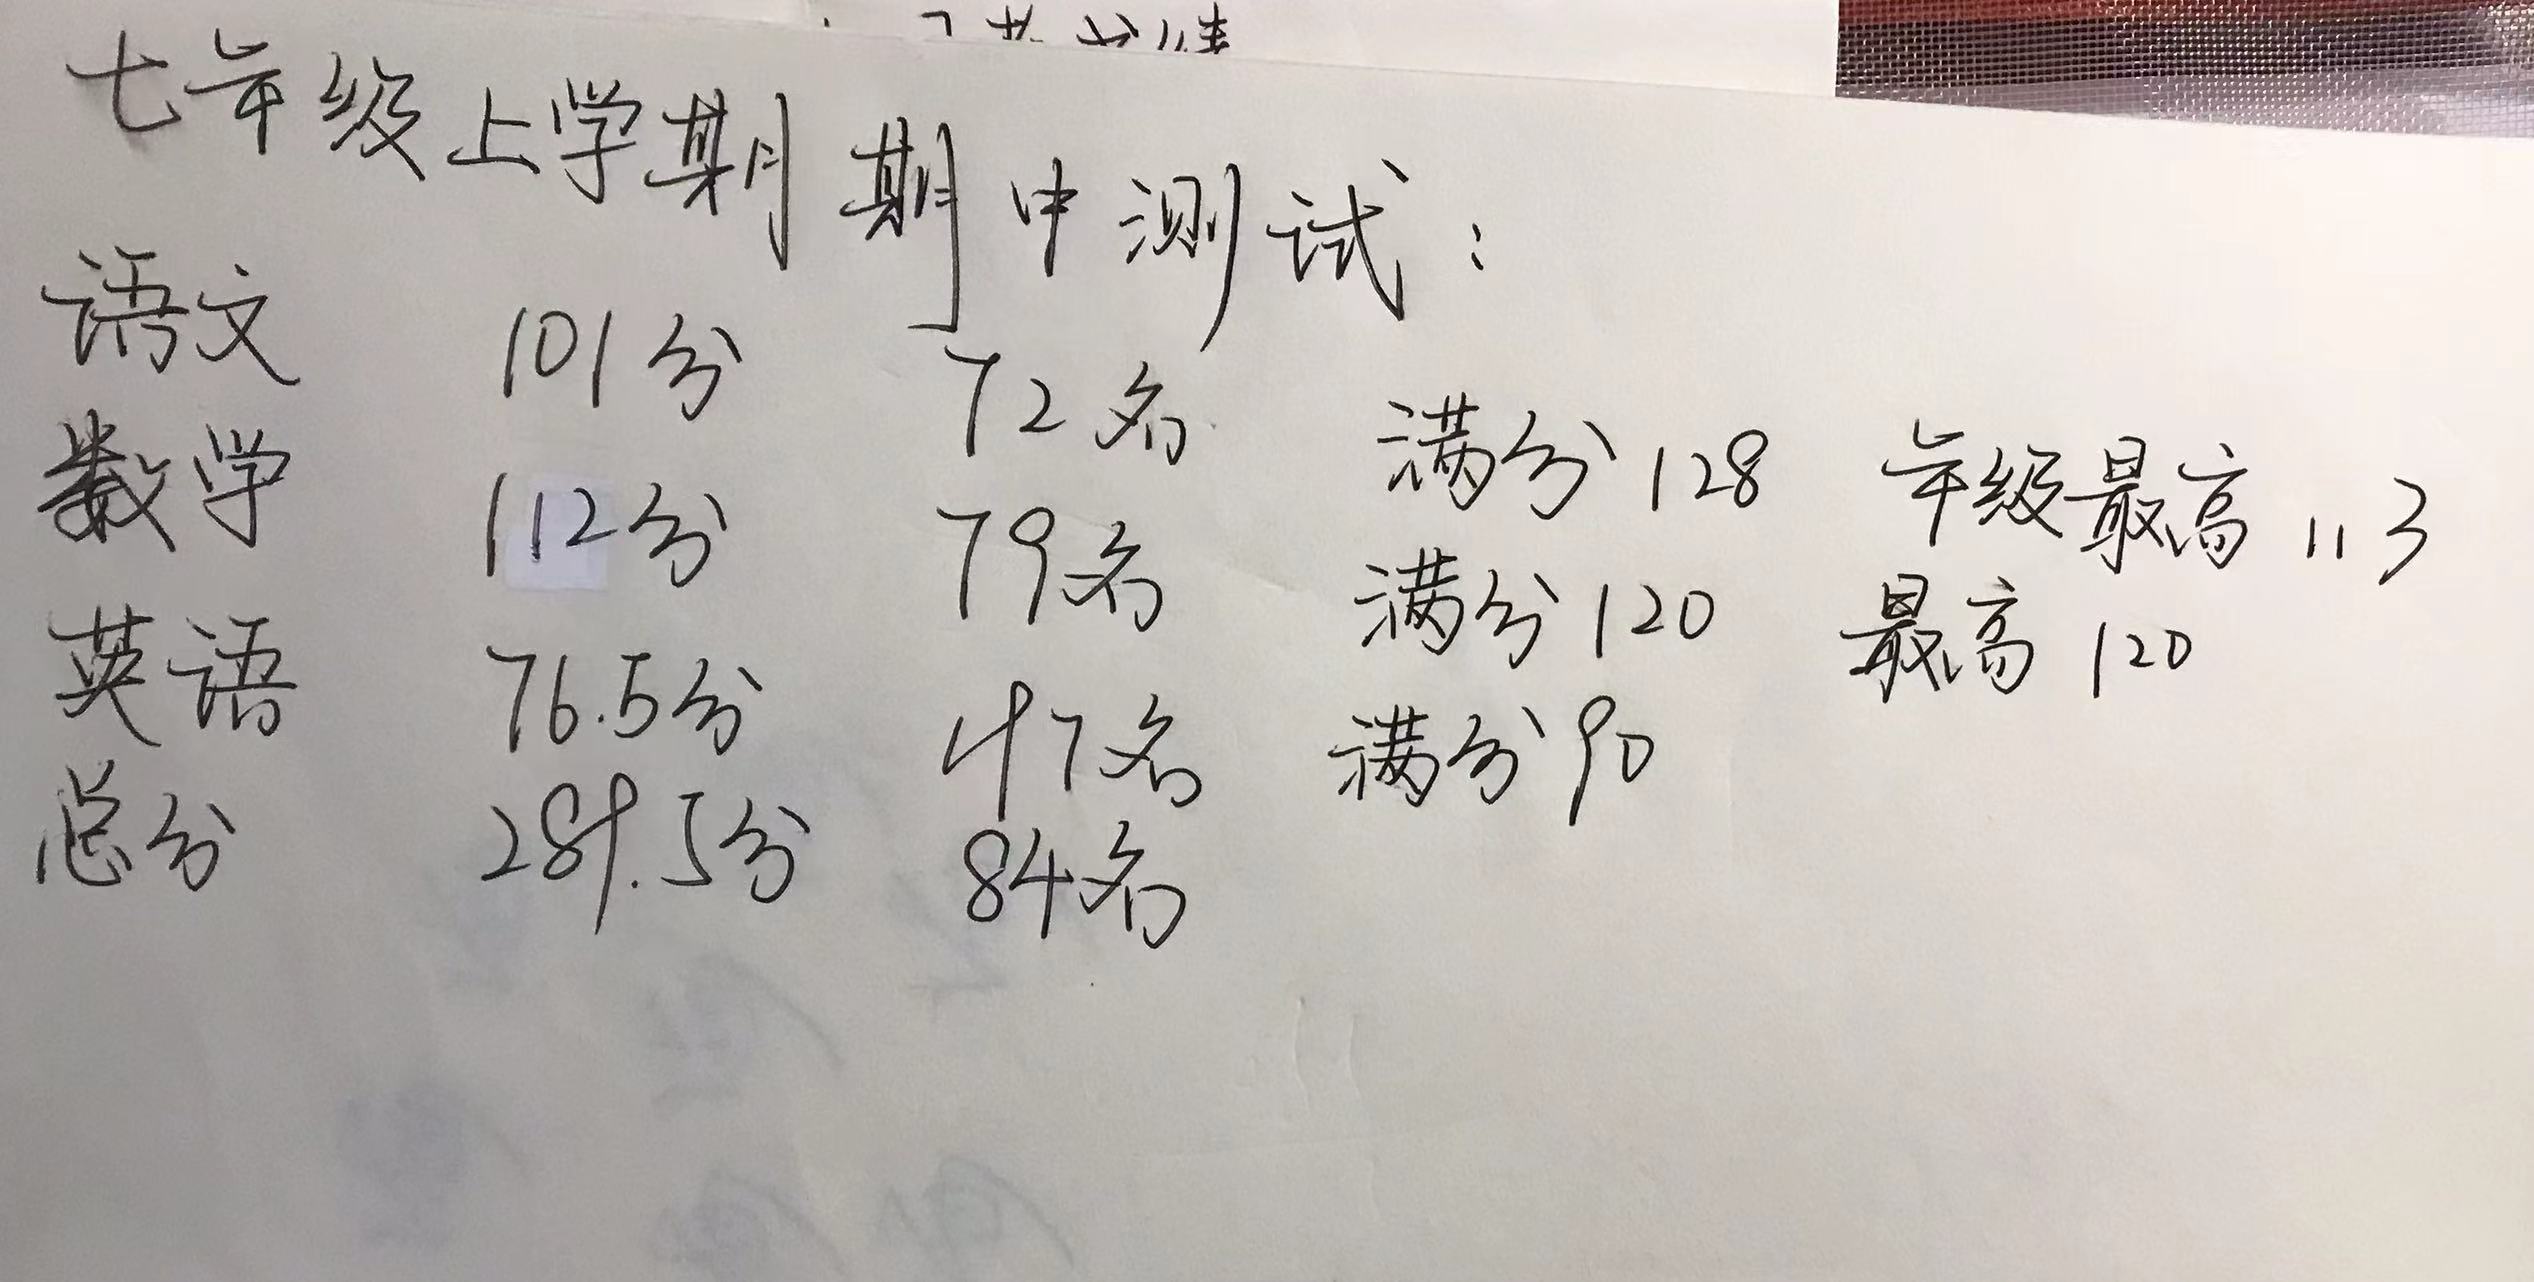 七年级上学期期中测试：
语文 101分 72名 满分128 年级最高113
数学 112分 79名 满分120 最高120
英语 76.5分 47名 满分90
总分 289.5分 84名